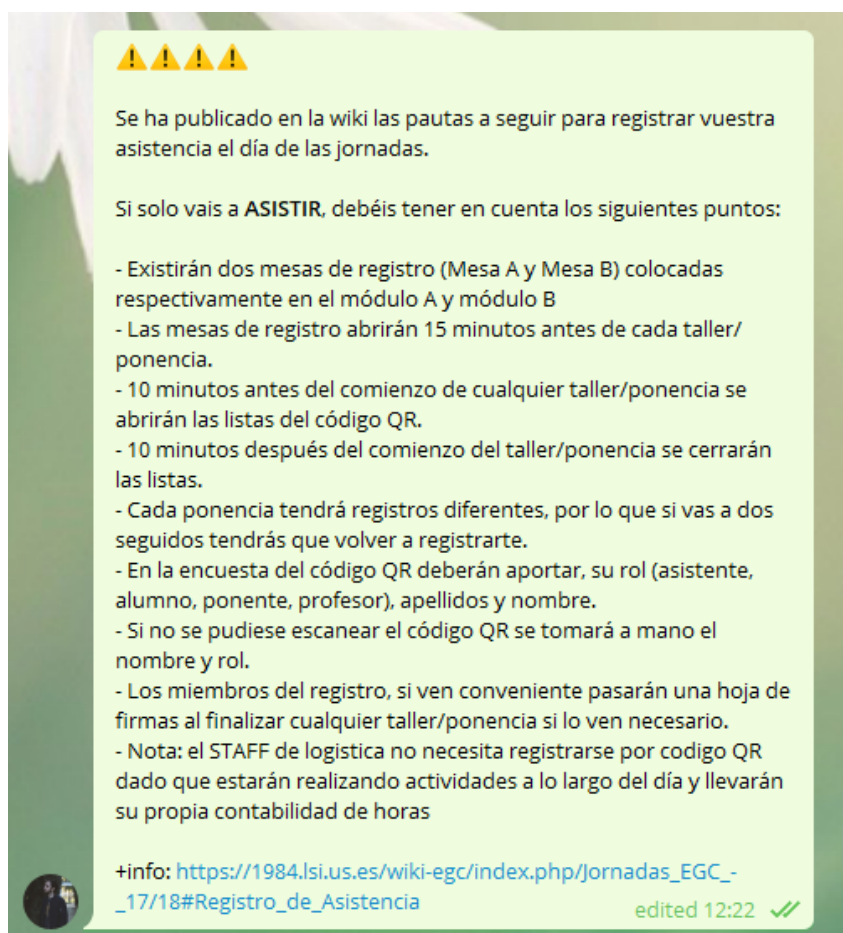 ⚠️⚠️⚠️⚠️
Se ha publicado en la wiki las pautas a seguir para registrar vuestra
asistencia el día de las jornadas.
Si solo vais a ASISTIR, debéis tener en cuenta los siguientes puntos:
- Existirán dos mesas de registro (Mesa A y Mesa B) colocadas
respectivamente en el módulo A y módulo B
- Las mesas de registro abrirán 15 minutos antes de cada taller/
ponencia.
- 10 minutos antes del comienzo de cualquier taller/ponencia se
abrirán las listas del código QR.
- 10 minutos después del comienzo del taller/ponencia se cerrarán
las listas.
- Cada ponencia tendrá registros diferentes, por lo que si vas a dos
seguidos tendrás que volver a registrarte.
- En la encuesta del código QR deberán aportar, su rol (asistente,
alumno, ponente, profesor), apellidos y nombre.
- Si no se pudiese escanear el código QR se tomará a mano el
nombre y rol.
- Los miembros del registro, si ven conveniente pasarán una hoja de
firmas al finalizar cualquier taller/ponencia si lo ven necesario.
- Nota: el STAFF de logistica no necesita registrarse por codigo QR
dado que estarán realizando actividades a lo largo del día y llevarán
su propia contabilidad de horas
+info: https://1984.lsi.us.es/wiki-egc/index.php/Jornadas_EGC_-
_17/18#Registro_de_Asistencia
edited 12:22